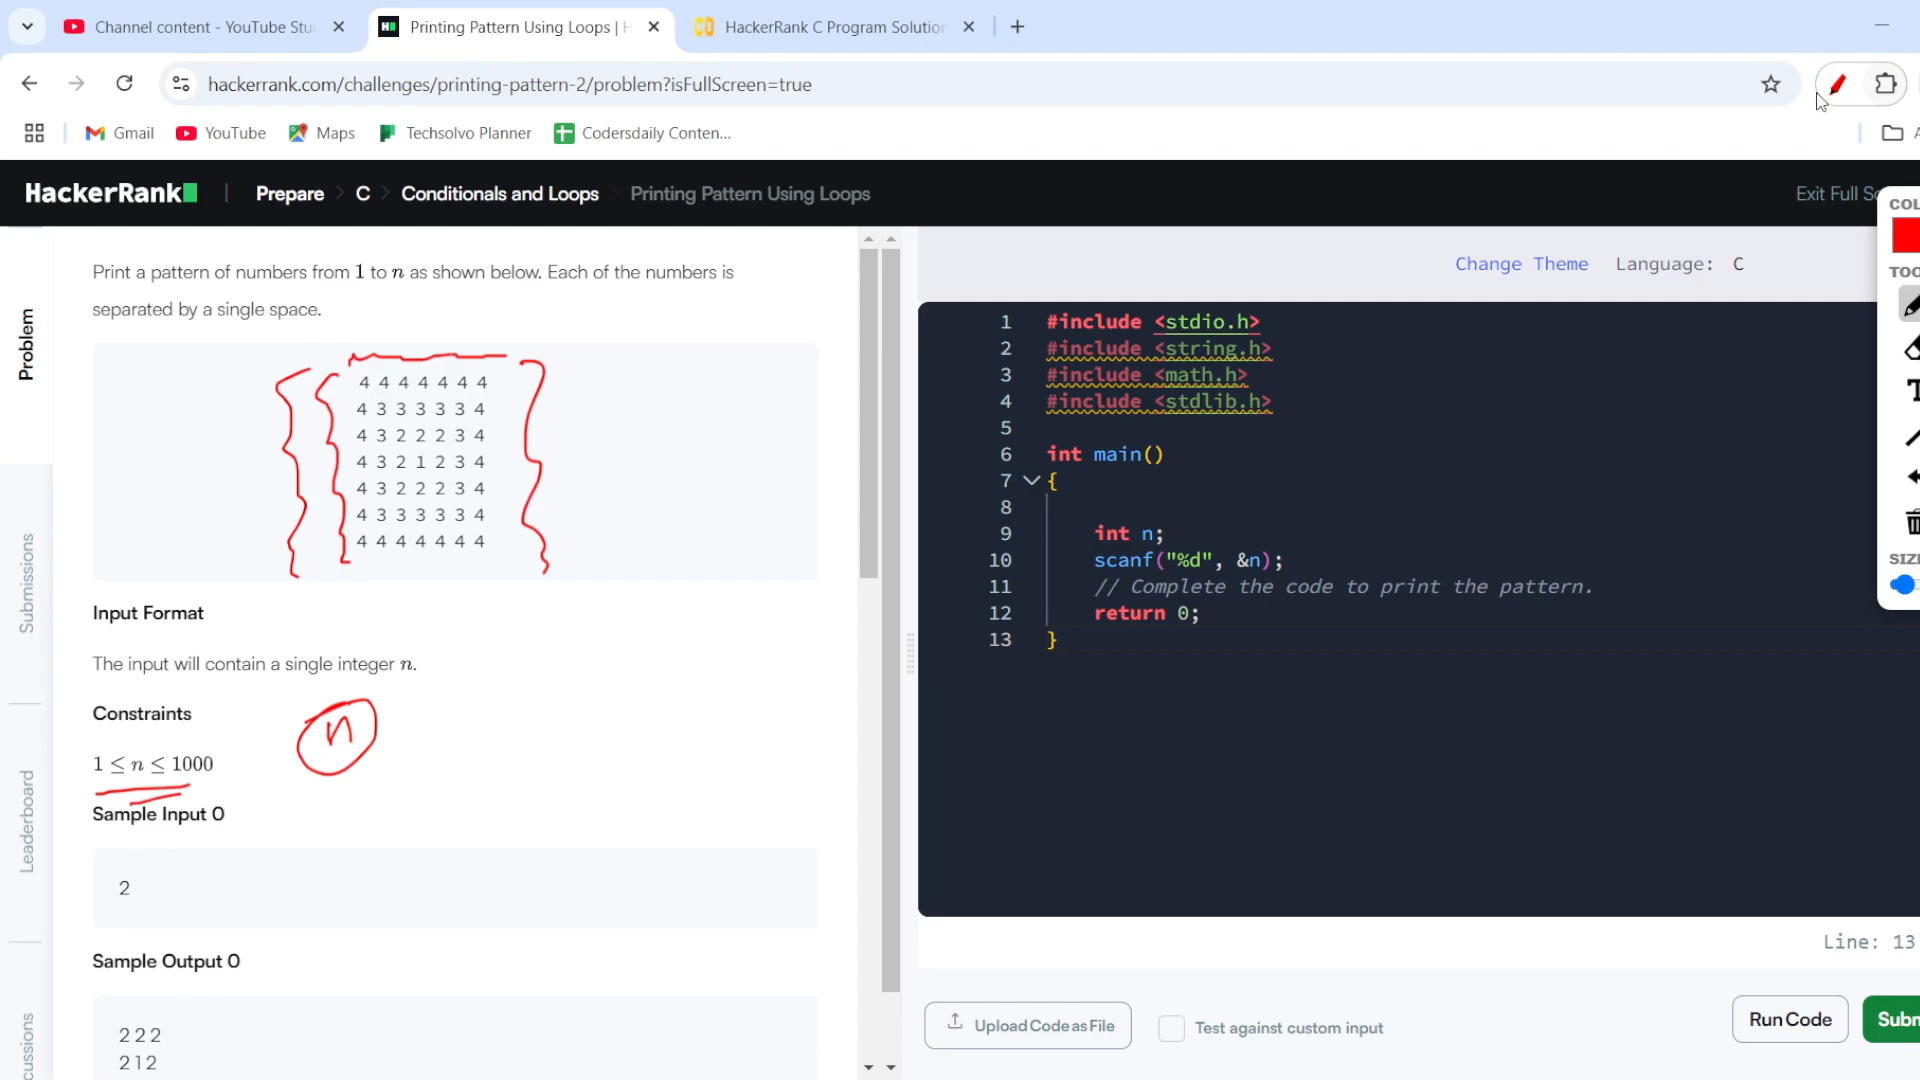 Channel content - YouTube Stu
Printing Pattern Using Loops | H
HackerRank C Program Solution
hackerrank.com/challenges/printing-pattern-2/problem?isFullScreen=true
Gmail YouTube Maps Techsolvo Planner Codersdaily Conten...
HackerRank Prepare > C > Conditionals and Loops > Printing Pattern Using Loops
Exit Full Sc
Problem
Submissions
Leaderboard
cussions
Print a pattern of numbers from 1 to n as shown below. Each of the numbers is
separated by a single space.
4 4 4 4 4 4 4
4 3 3 3 3 3 4
4 3 2 2 2 3 4
4 3 2 1 2 3 4
4 3 2 2 2 3 4
4 3 3 3 3 3 4
4 4 4 4 4 4 4
Input Format
The input will contain a single integer n.
Constraints
n
1 ≤ n ≤ 1000
Sample Input 0
2
Sample Output 0
2 2 2
2 1 2
Change Theme Language: C
1 #include <stdio.h>
2 #include <string.h>
3 #include <math.h>
4 #include <stdlib.h>
5
6 int main()
7 {
8
9 int n;
10 scanf("%d", &n);
11 // Complete the code to print the pattern.
12 return 0;
13 }
COL
TOO
T
SIZE
Line: 13
Upload Code as File
Test against custom input
Run Code
Subm